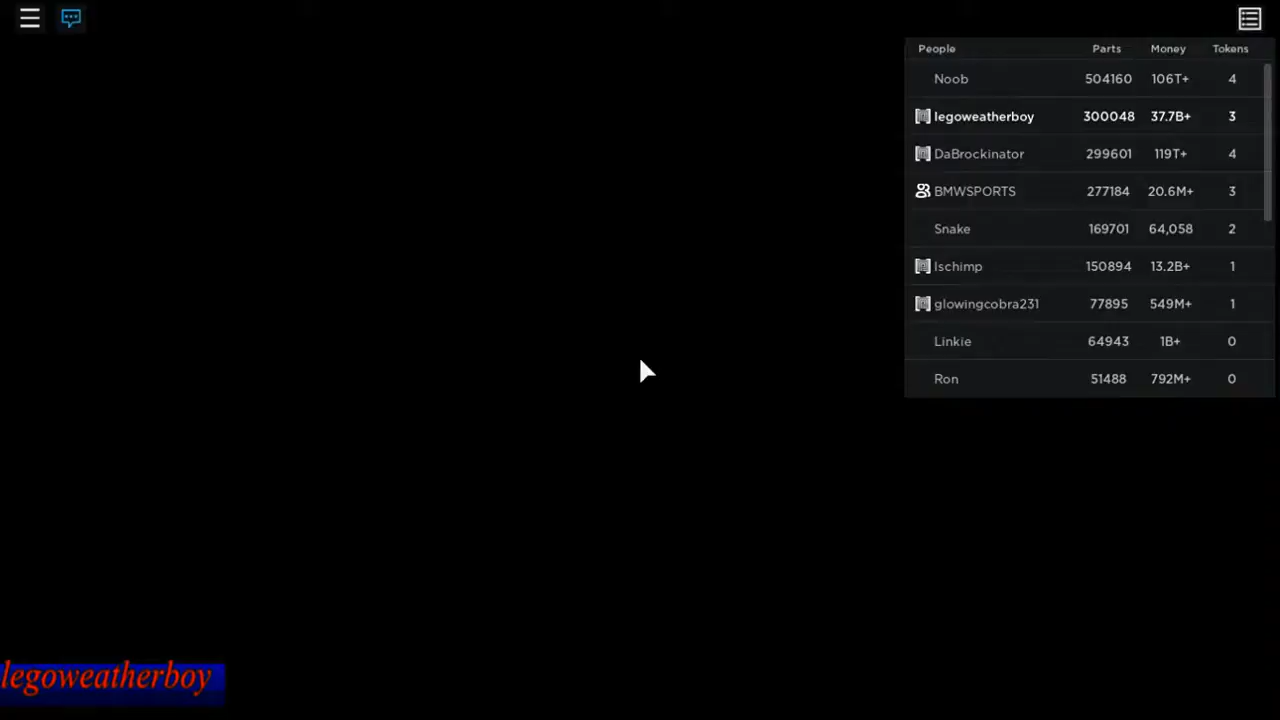 People Parts Money Tokens
Noob 504160 106T+ 4
legoweatherboy 300048 37.7B+ 3
DaBrockinator 299601 119T+ 4
BMWSPORTS 277184 20.6M+ 3
Snake 169701 64,058 2
lschimp 150894 13.2B+ 1
glowingcobra231 77895 549M+ 1
Linkie 64943 1B+ 0
Ron 51488 792M+ 0
legoweatherboy